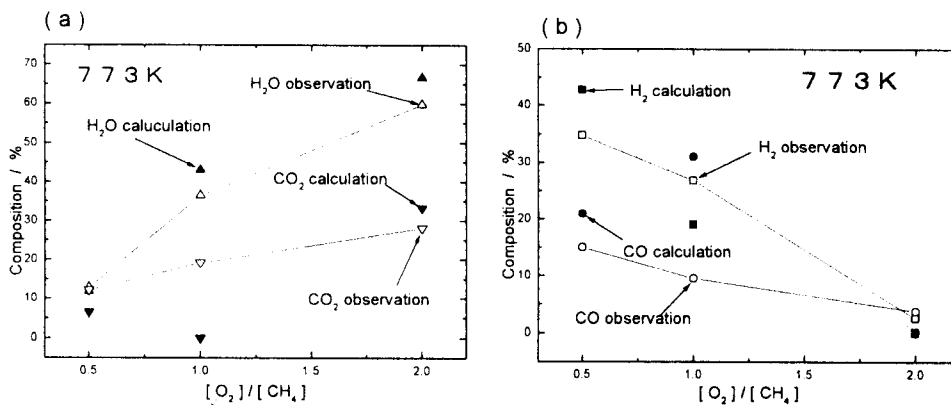 (a)
773K
H₂O observation
H₂O caluculation
CO₂ calculation
CO₂ observation
Composition / %
70
60
50
40
30
20
10
0
0.5
1.0
1.5
2.0
[O₂]/[CH₄]
(b)
773K
H₂ calculation
H₂ observation
CO calculation
CO observation
Composition / %
50
40
30
20
10
0
0.5
1.0
1.5
2.0
[O₂]/[CH₄]